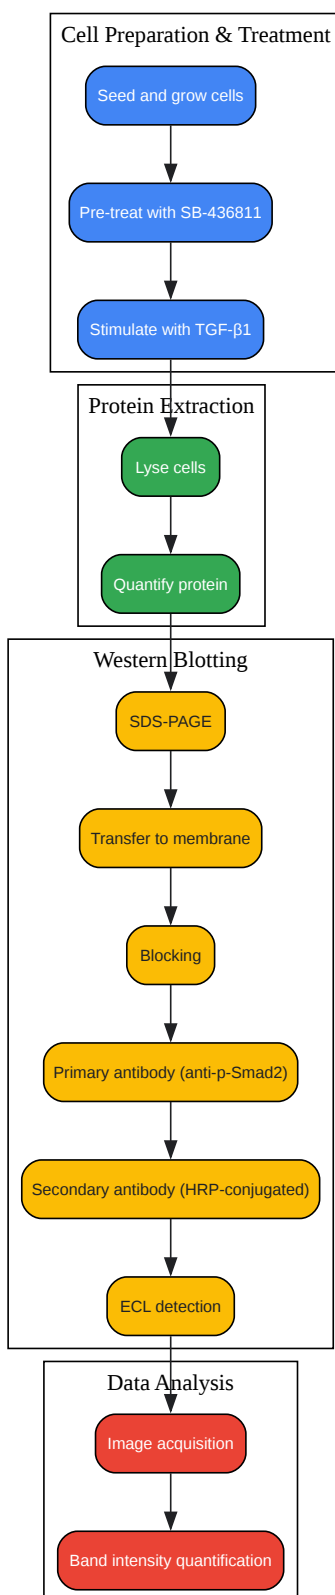 Cell Preparation & Treatment
Seed and grow cells
Pre-treat with SB-436811
Stimulate with TGF-β1
Protein Extraction
Lyse cells
Quantify protein
Western Blotting
SDS-PAGE
Transfer to membrane
Blocking
Primary antibody (anti-p-Smad2)
Secondary antibody (HRP-conjugated)
ECL detection
Data Analysis
Image acquisition
Band intensity quantification